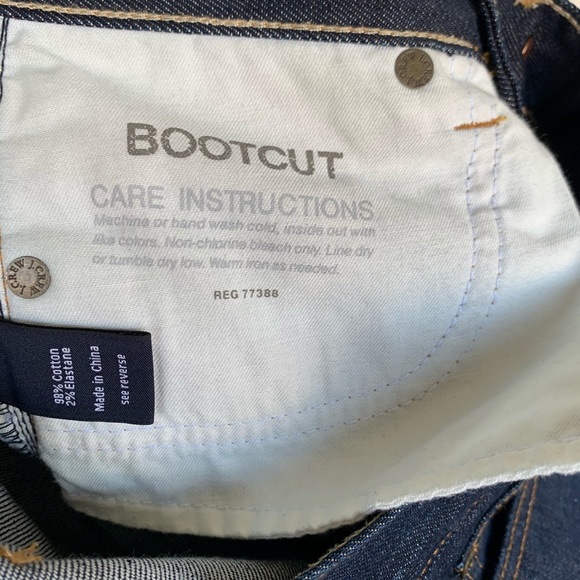 BOOTCUT
CARE INSTRUCTIONS
Machine or hand wash cold, inside out with
like colors. Non-chlorine bleach only. Line dry
or tumble dry low. Warm iron as needed.
REG 77388
J.CREW J.CREW
98% Cotton
2% Elastane
Made in China
see reverse